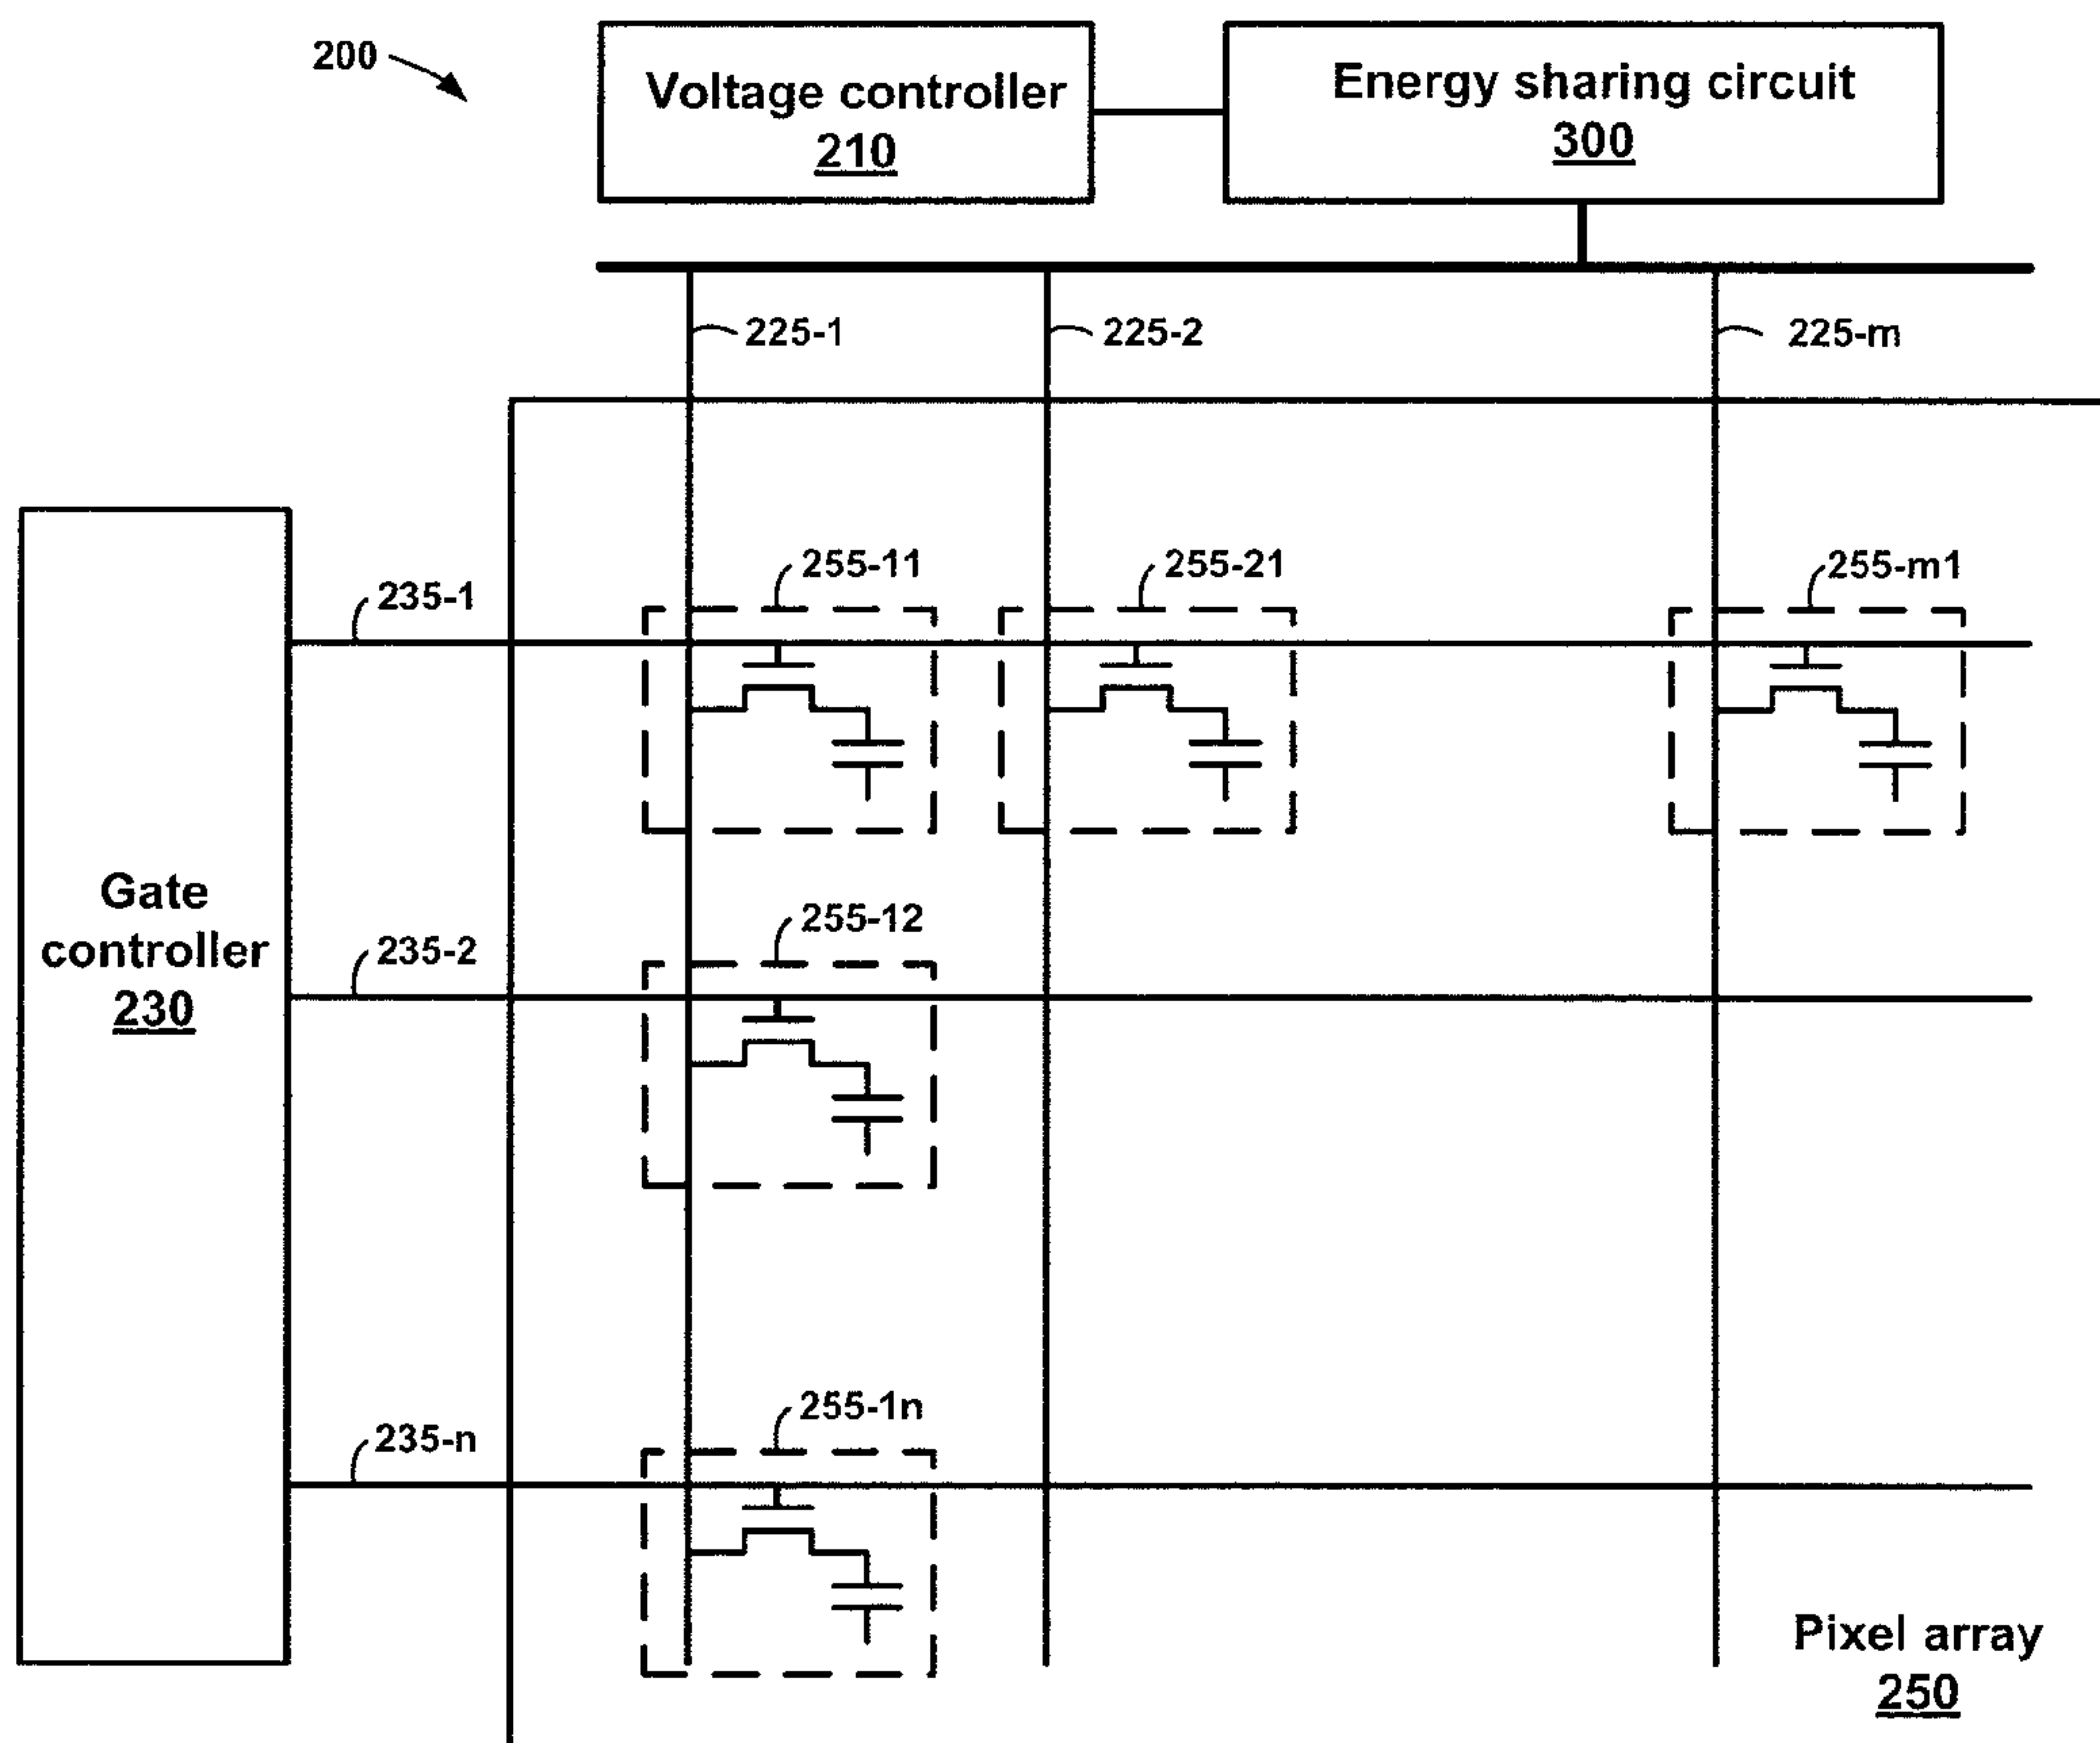 200
Voltage controller
210
Energy sharing circuit
300
225-1
225-2
225-m
255-11
255-21
255-m1
235-1
Gate
controller
230
255-12
235-2
255-1n
235-n
Pixel array
250